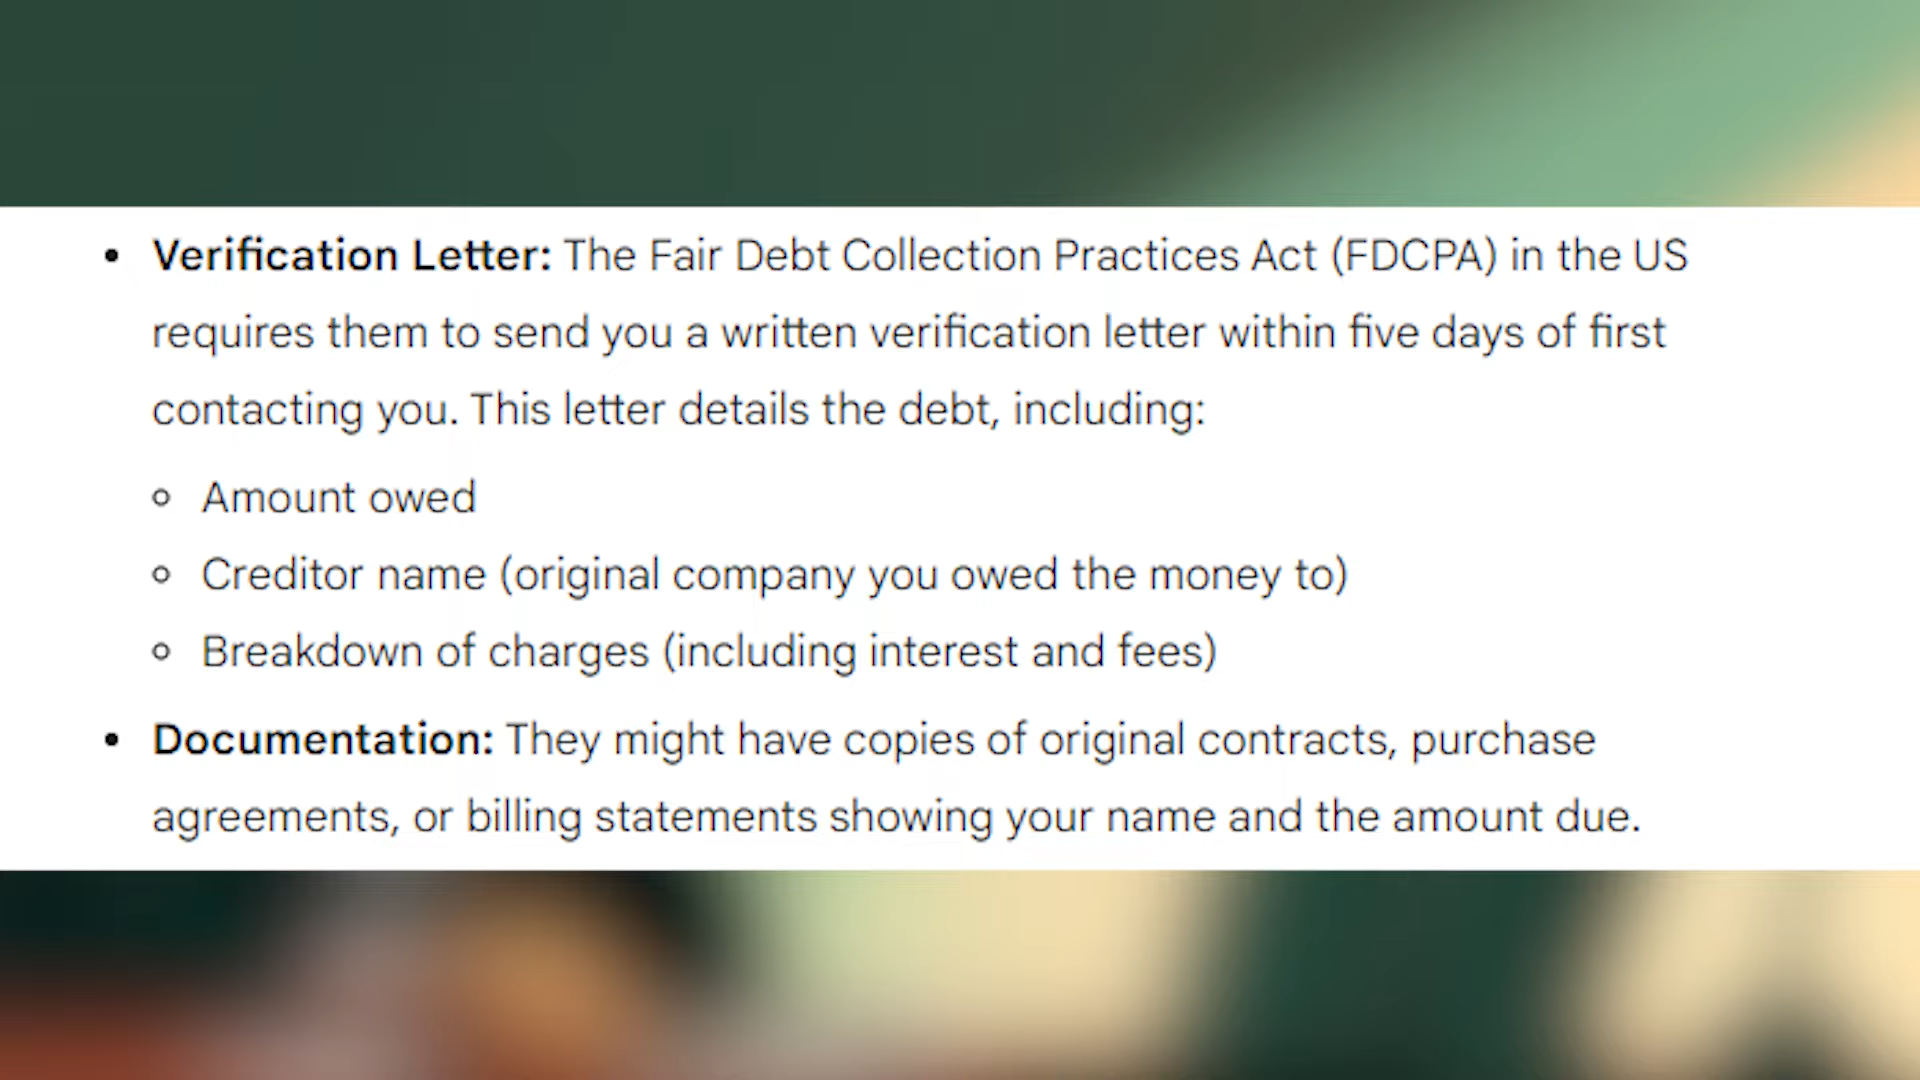 • Verification Letter: The Fair Debt Collection Practices Act (FDCPA) in the US
requires them to send you a written verification letter within five days of first
contacting you. This letter details the debt, including:
◦ Amount owed
◦ Creditor name (original company you owed the money to)
◦ Breakdown of charges (including interest and fees)
• Documentation: They might have copies of original contracts, purchase
agreements, or billing statements showing your name and the amount due.